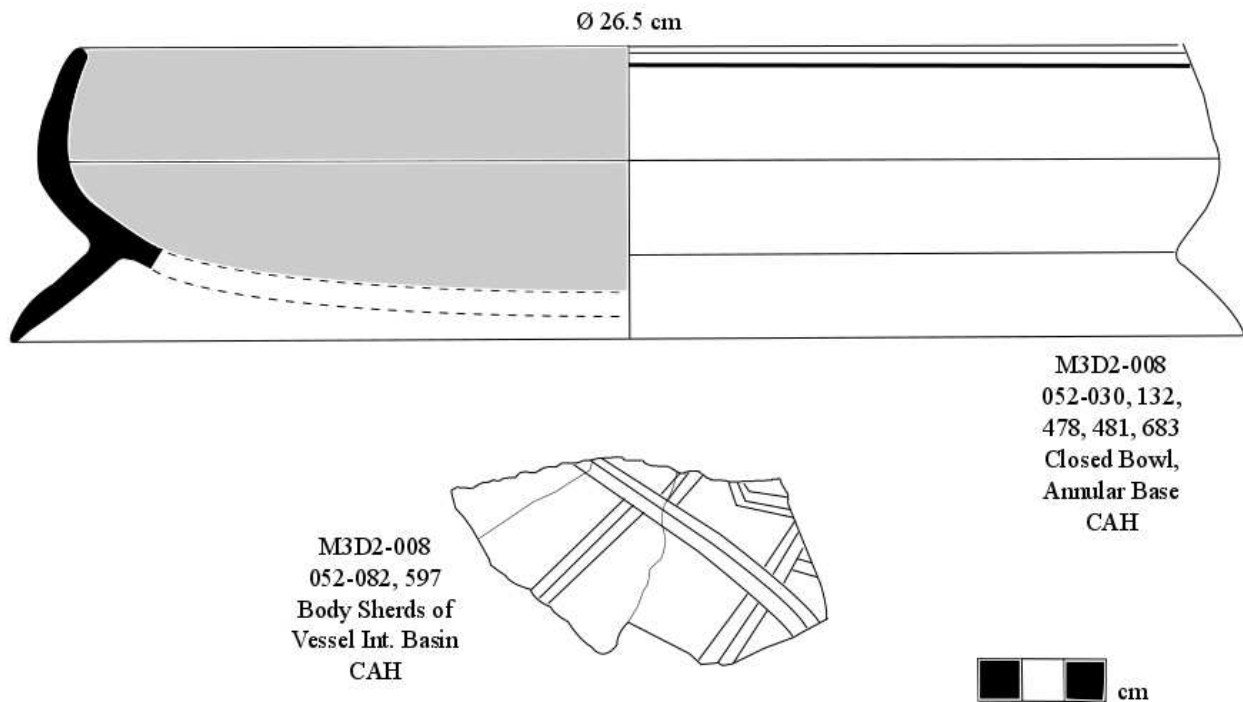 Ø 26.5 cm
M3D2-008
052-030, 132,
478, 481, 683
Closed Bowl,
Annular Base
CAH
M3D2-008
052-082, 597
Body Sherds of
Vessel Int. Basin
CAH
cm